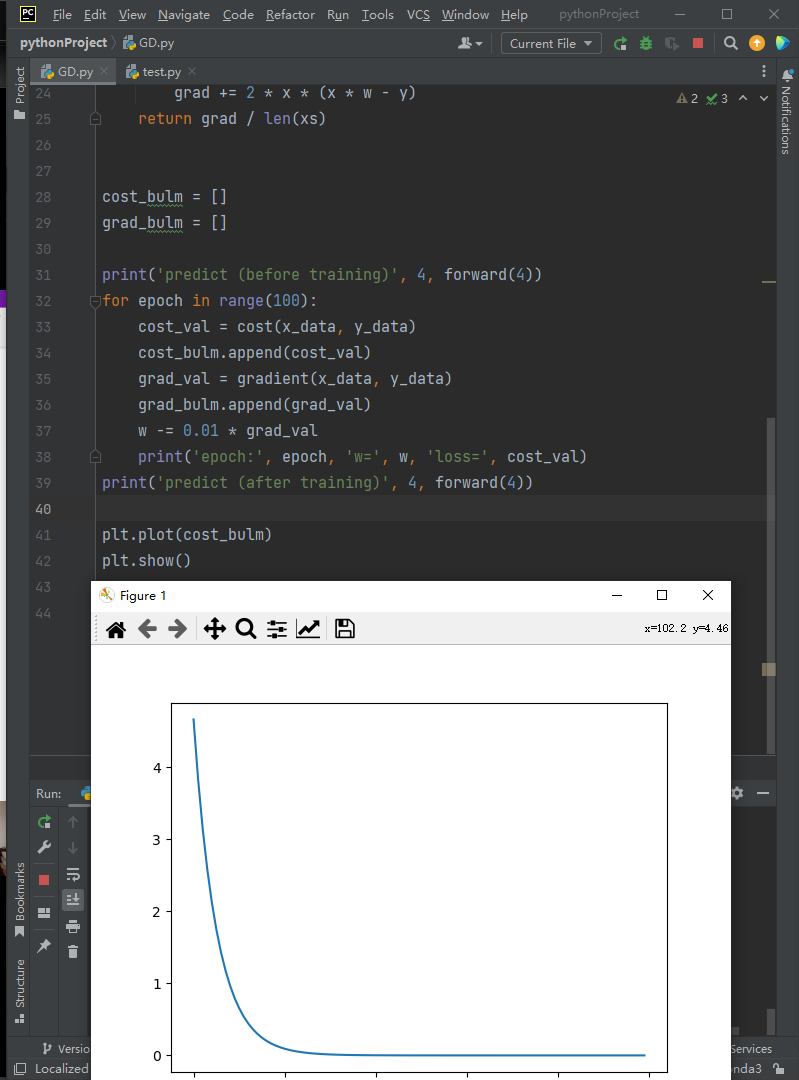 PC File Edit View Navigate Code Refactor Run Tools VCS Window Help pythonProject
pythonProject GD.py Current File
Project GD.py test.py Notifications
24 grad += 2 * x * (x * w - y) 2 3
25 return grad / len(xs)
26
27
28 cost_bulm = []
29 grad_bulm = []
30
31 print('predict (before training)', 4, forward(4))
32 for epoch in range(100):
33 cost_val = cost(x_data, y_data)
34 cost_bulm.append(cost_val)
35 grad_val = gradient(x_data, y_data)
36 grad_bulm.append(grad_val)
37 w -= 0.01 * grad_val
38 print('epoch:', epoch, 'w=', w, 'loss=', cost_val)
39 print('predict (after training)', 4, forward(4))
40
41 plt.plot(cost_bulm)
42 plt.show()
43
44
Figure 1
x=102.2 y=4.46
4
3
2
1
0
Run:
Bookmarks
Structure
Versio Services
Localized nda3